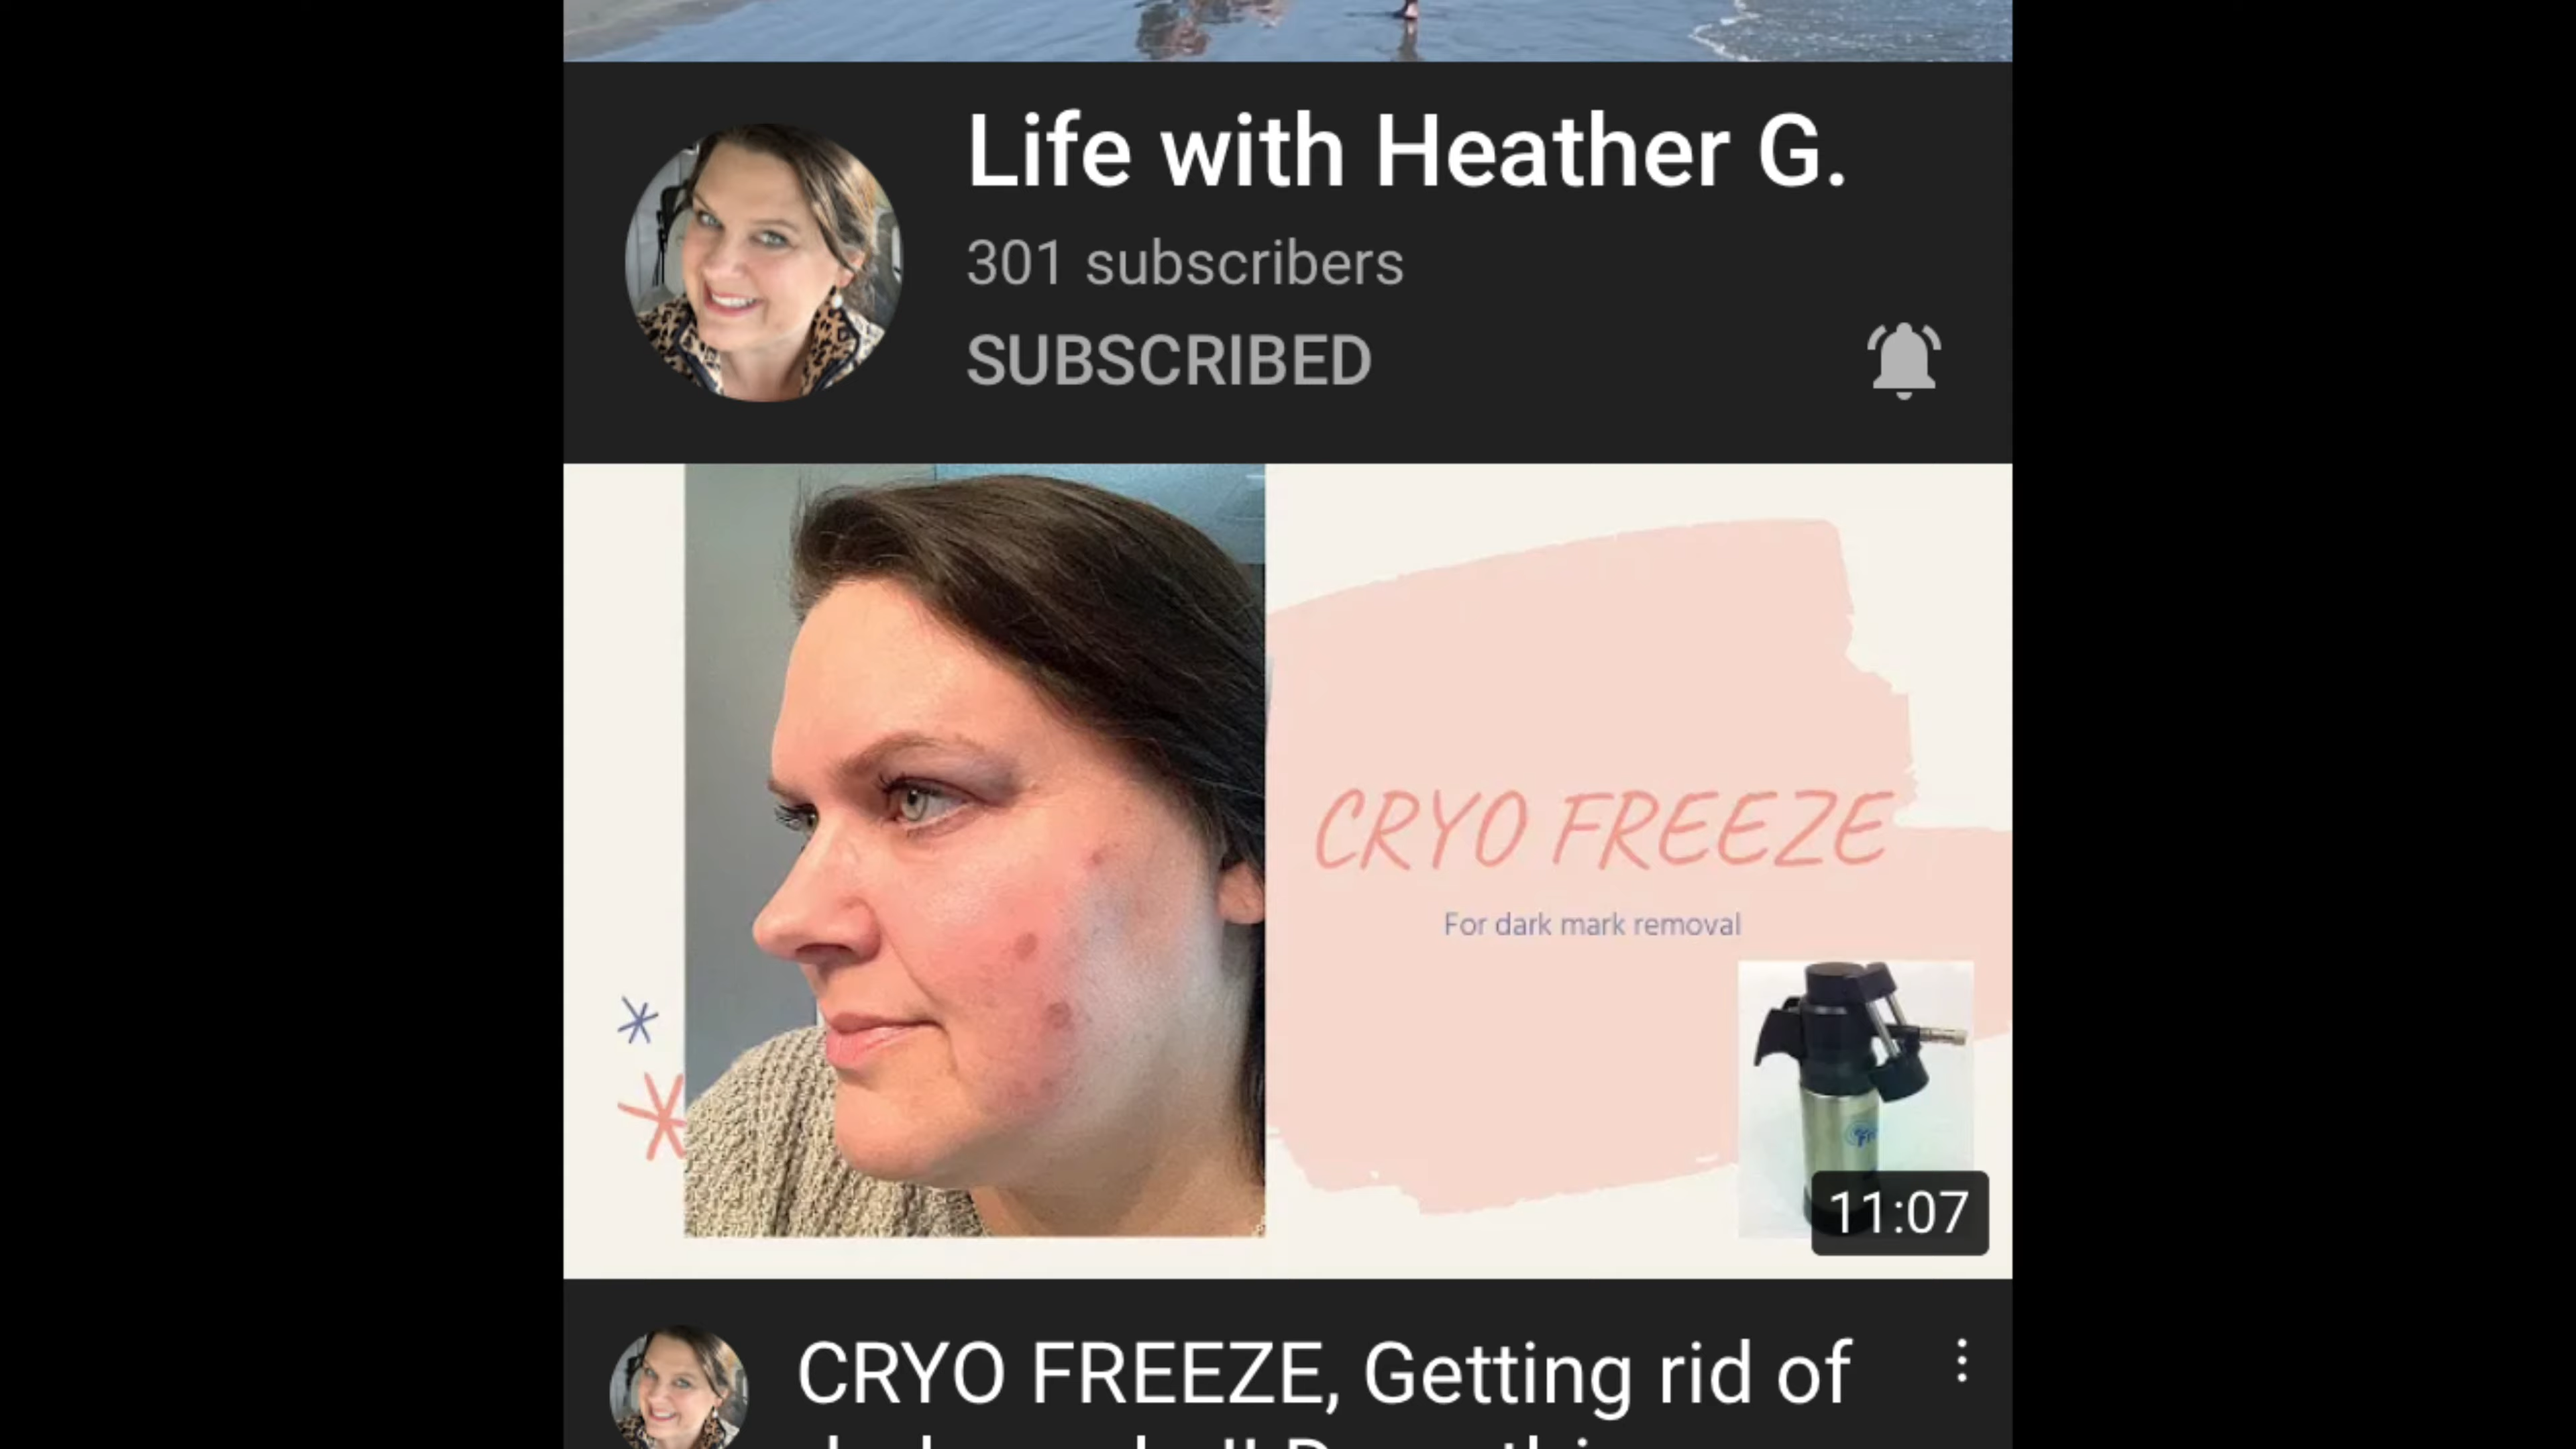 Life with Heather G.
301 subscribers
SUBSCRIBED
CRYO FREEZE
For dark mark removal
11:07
CRYO FREEZE, Getting rid of